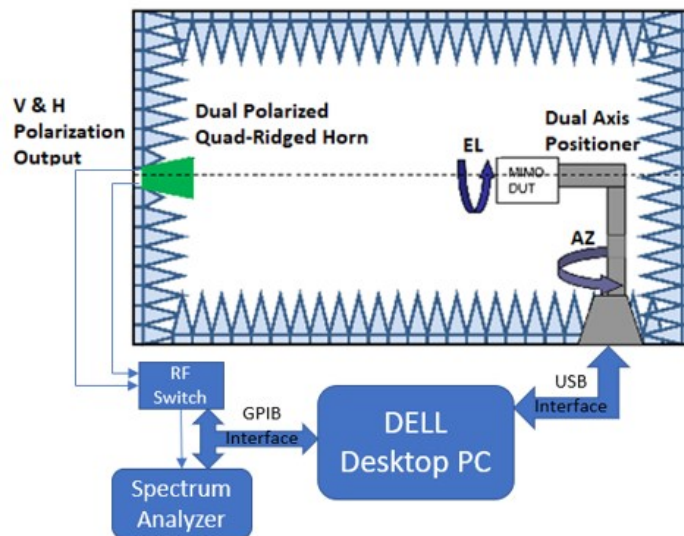 V & H
Polarization
Output
Dual Polarized
Quad-Ridged Horn
Dual Axis
Positioner
EL
MIMO
DUT
AZ
RF
Switch
GPIB
Interface
DELL
Desktop PC
USB
Interface
Spectrum
Analyzer